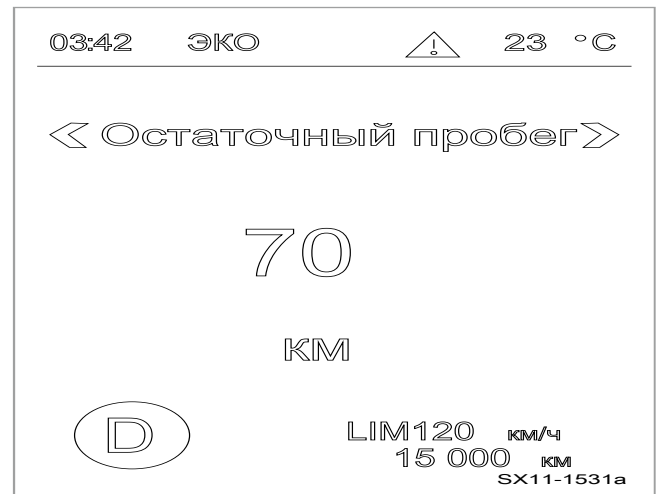 03:42 ЭКО 23 °C
Остаточный пробег
70
км
D
LIM120 км/ч
15 000 км
SX11-1531a